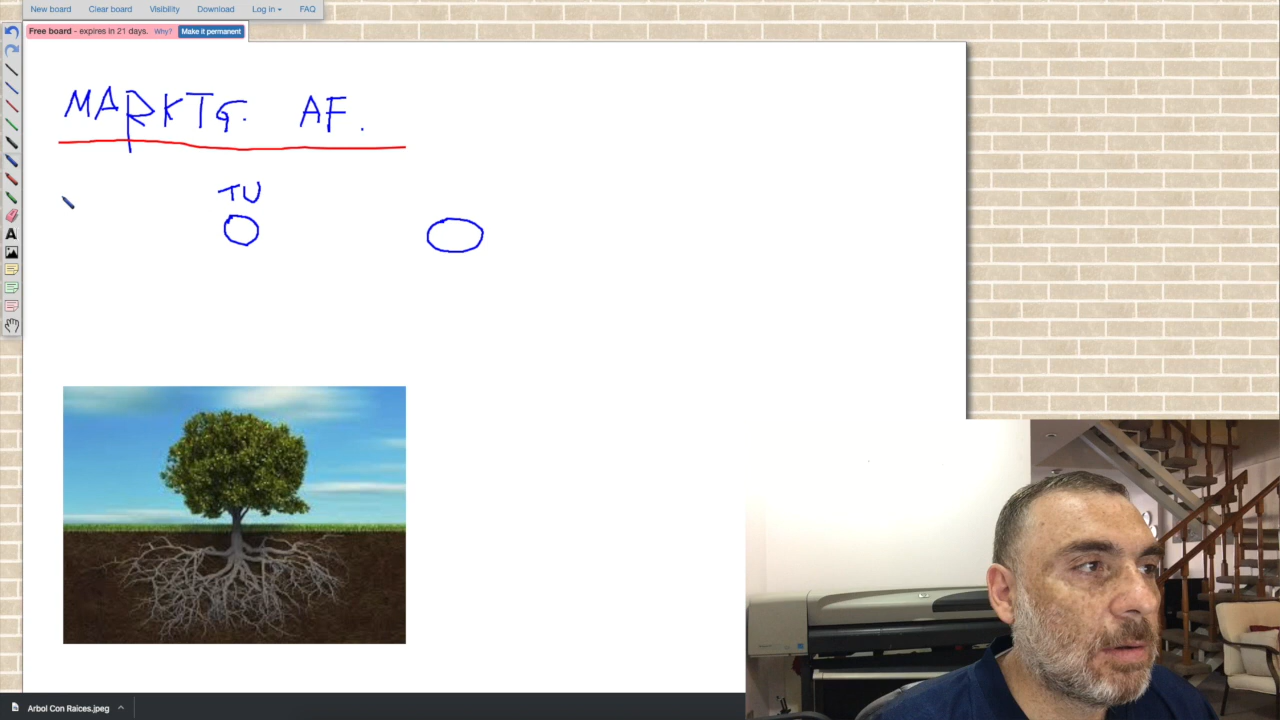 New board Clear board Visibility Download Log in FAQ
Free board - expires in 21 days. Why? Make it permanent
MARKTG. AF.
TU
A
Arbol Con Raices.jpeg